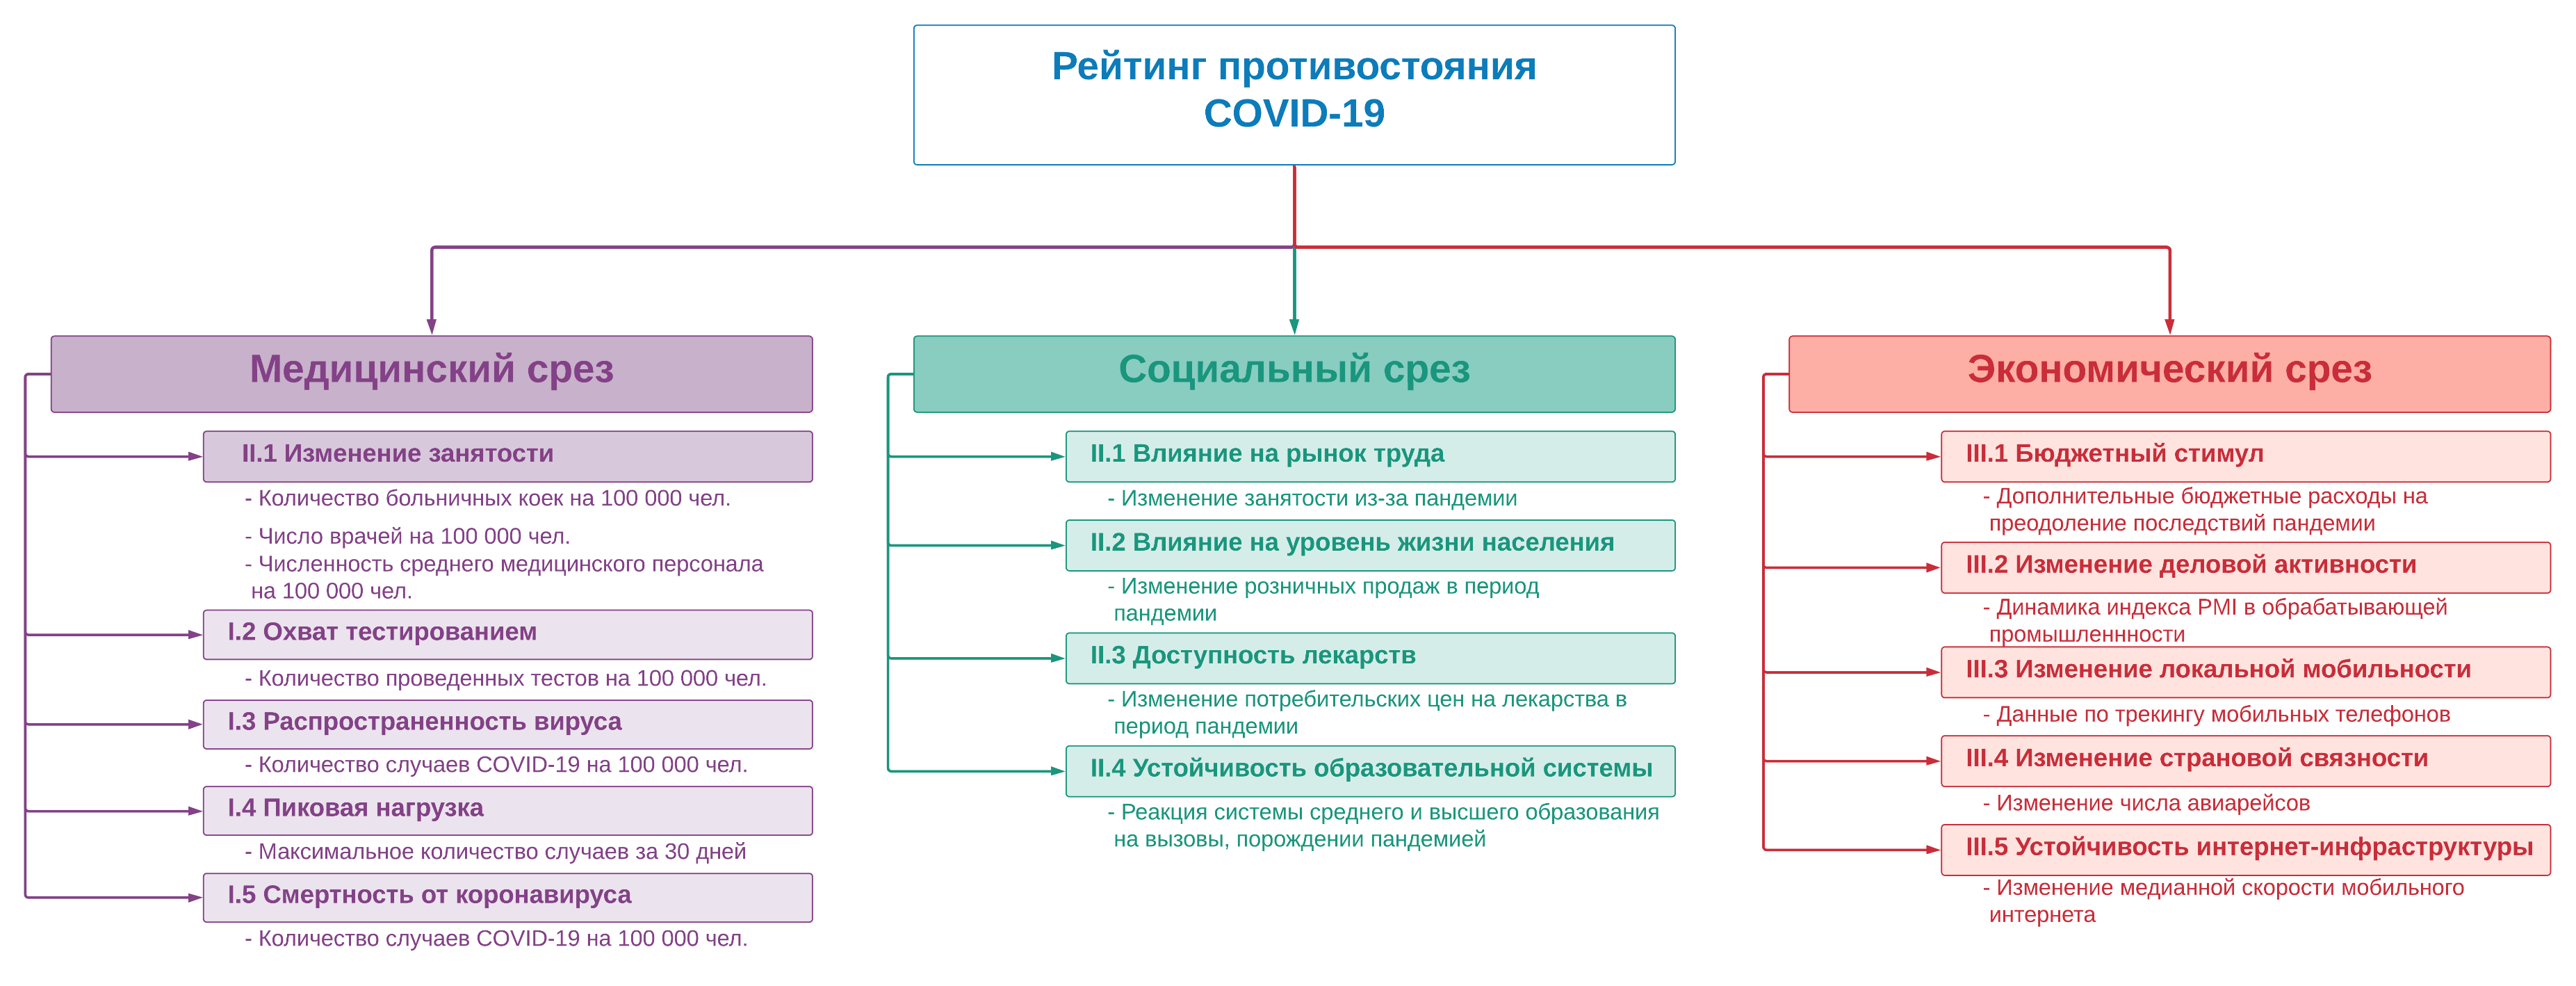 Рейтинг противостояния
COVID-19
Медицинский срез
II.1 Изменение занятости
- Количество больничных коек на 100 000 чел.
- Число врачей на 100 000 чел.
- Численность среднего медицинского персонала
на 100 000 чел.
I.2 Охват тестированием
- Количество проведенных тестов на 100 000 чел.
I.3 Распространенность вируса
- Количество случаев COVID-19 на 100 000 чел.
I.4 Пиковая нагрузка
- Максимальное количество случаев за 30 дней
I.5 Смертность от коронавируса
- Количество случаев COVID-19 на 100 000 чел.
Социальный срез
II.1 Влияние на рынок труда
- Изменение занятости из-за пандемии
II.2 Влияние на уровень жизни населения
- Изменение розничных продаж в период
пандемии
II.3 Доступность лекарств
- Изменение потребительских цен на лекарства в
период пандемии
II.4 Устойчивость образовательной системы
- Реакция системы среднего и высшего образования
на вызовы, порождении пандемией
Экономический срез
III.1 Бюджетный стимул
- Дополнительные бюджетные расходы на
преодоление последствий пандемии
III.2 Изменение деловой активности
- Динамика индекса PMI в обрабатывающей
промышленнности
III.3 Изменение локальной мобильности
- Данные по трекингу мобильных телефонов
III.4 Изменение страновой связности
- Изменение числа авиарейсов
III.5 Устойчивость интернет-инфраструктуры
- Изменение медианной скорости мобильного
интернета